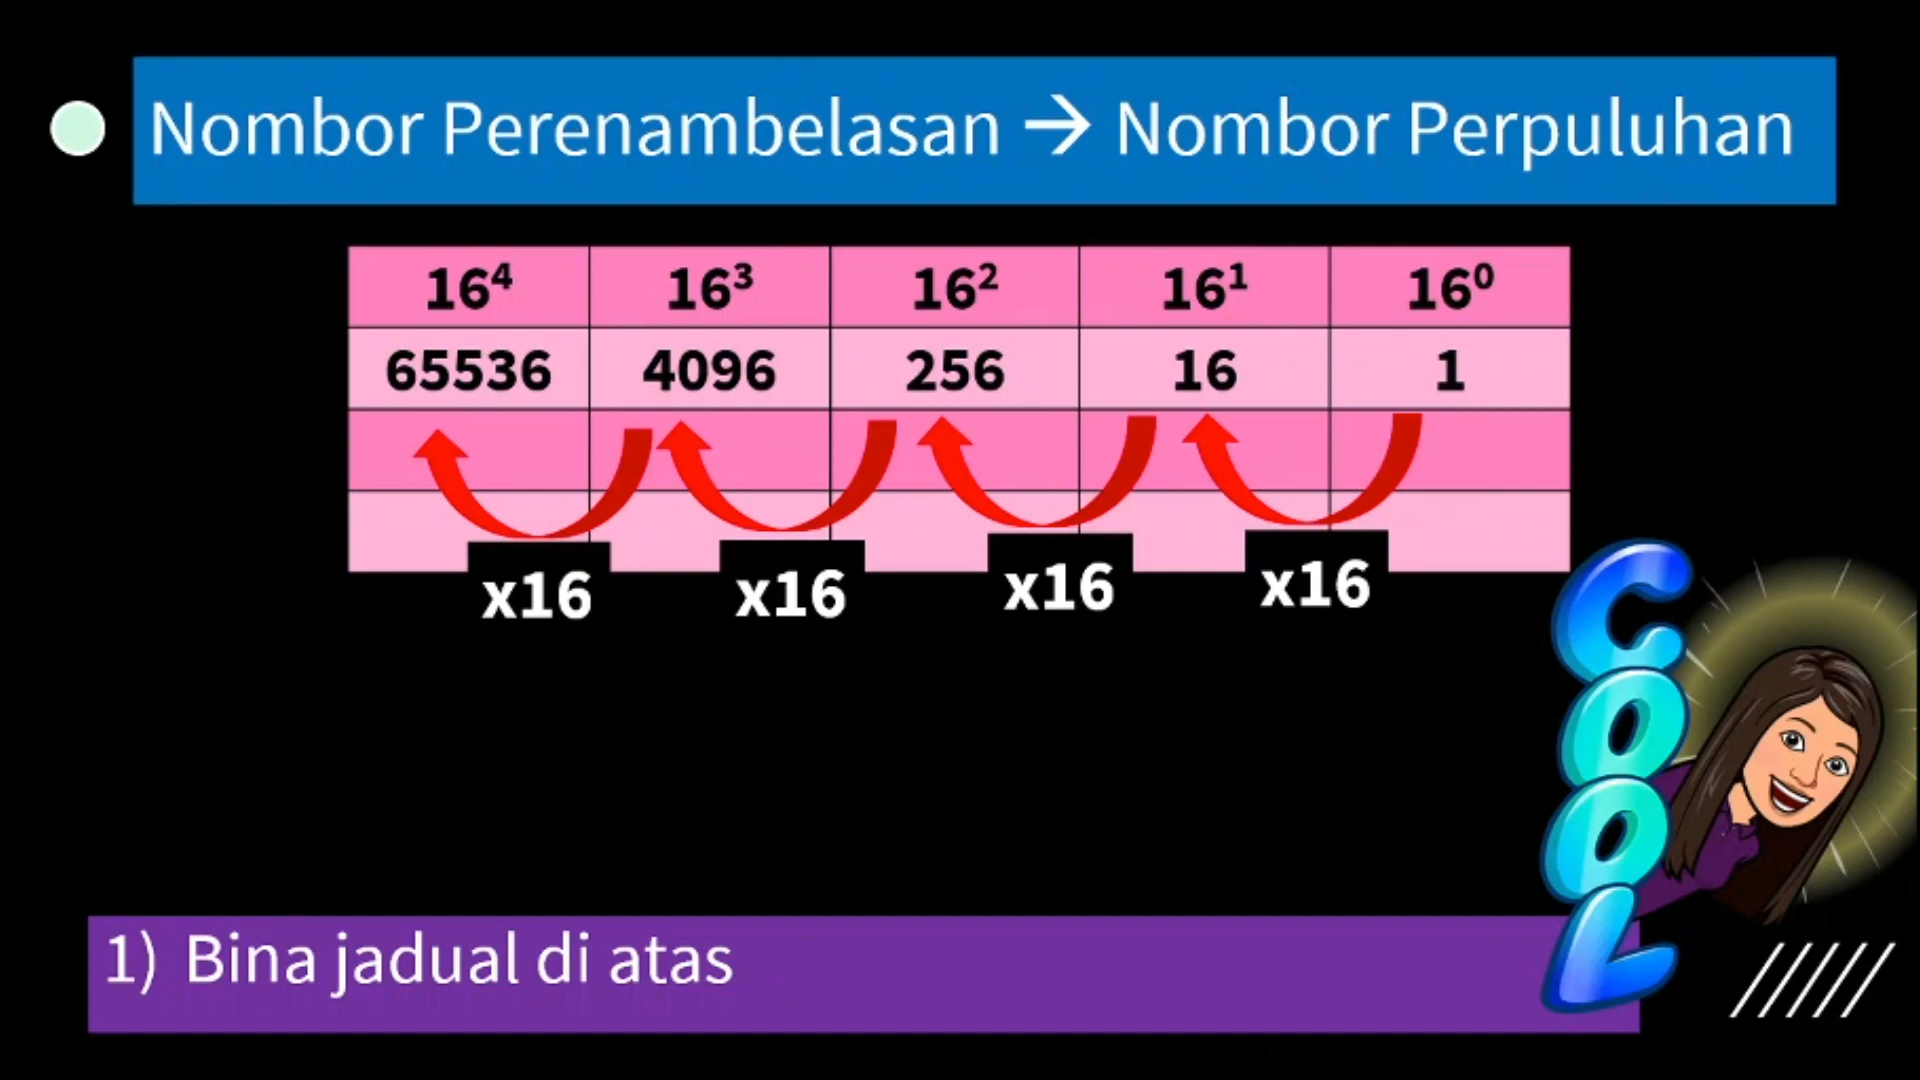 Nombor Perenambelasan → Nombor Perpuluhan
16⁴ 16³ 16² 16¹ 16⁰
65536 4096 256 16 1
x16 x16 x16 x16
COOL
1) Bina jadual di atas